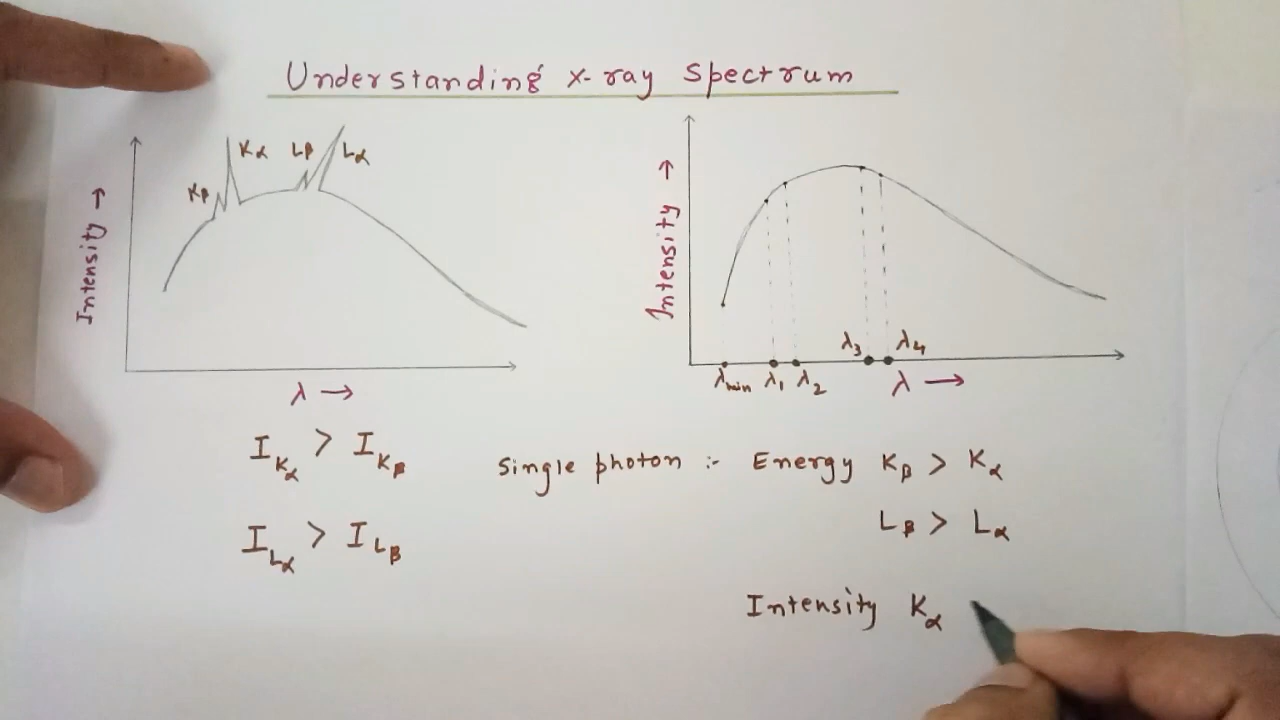 Understanding X-ray Spectrum
Intensity →
Kβ
Kα
Lβ
Lα
λ →
Intensity →
λmin λ1 λ2
λ3 λ4
λ →
IKα > IKβ
ILα > ILβ
Single photon :- Energy Kβ > Kα
Lβ > Lα
Intensity Kα